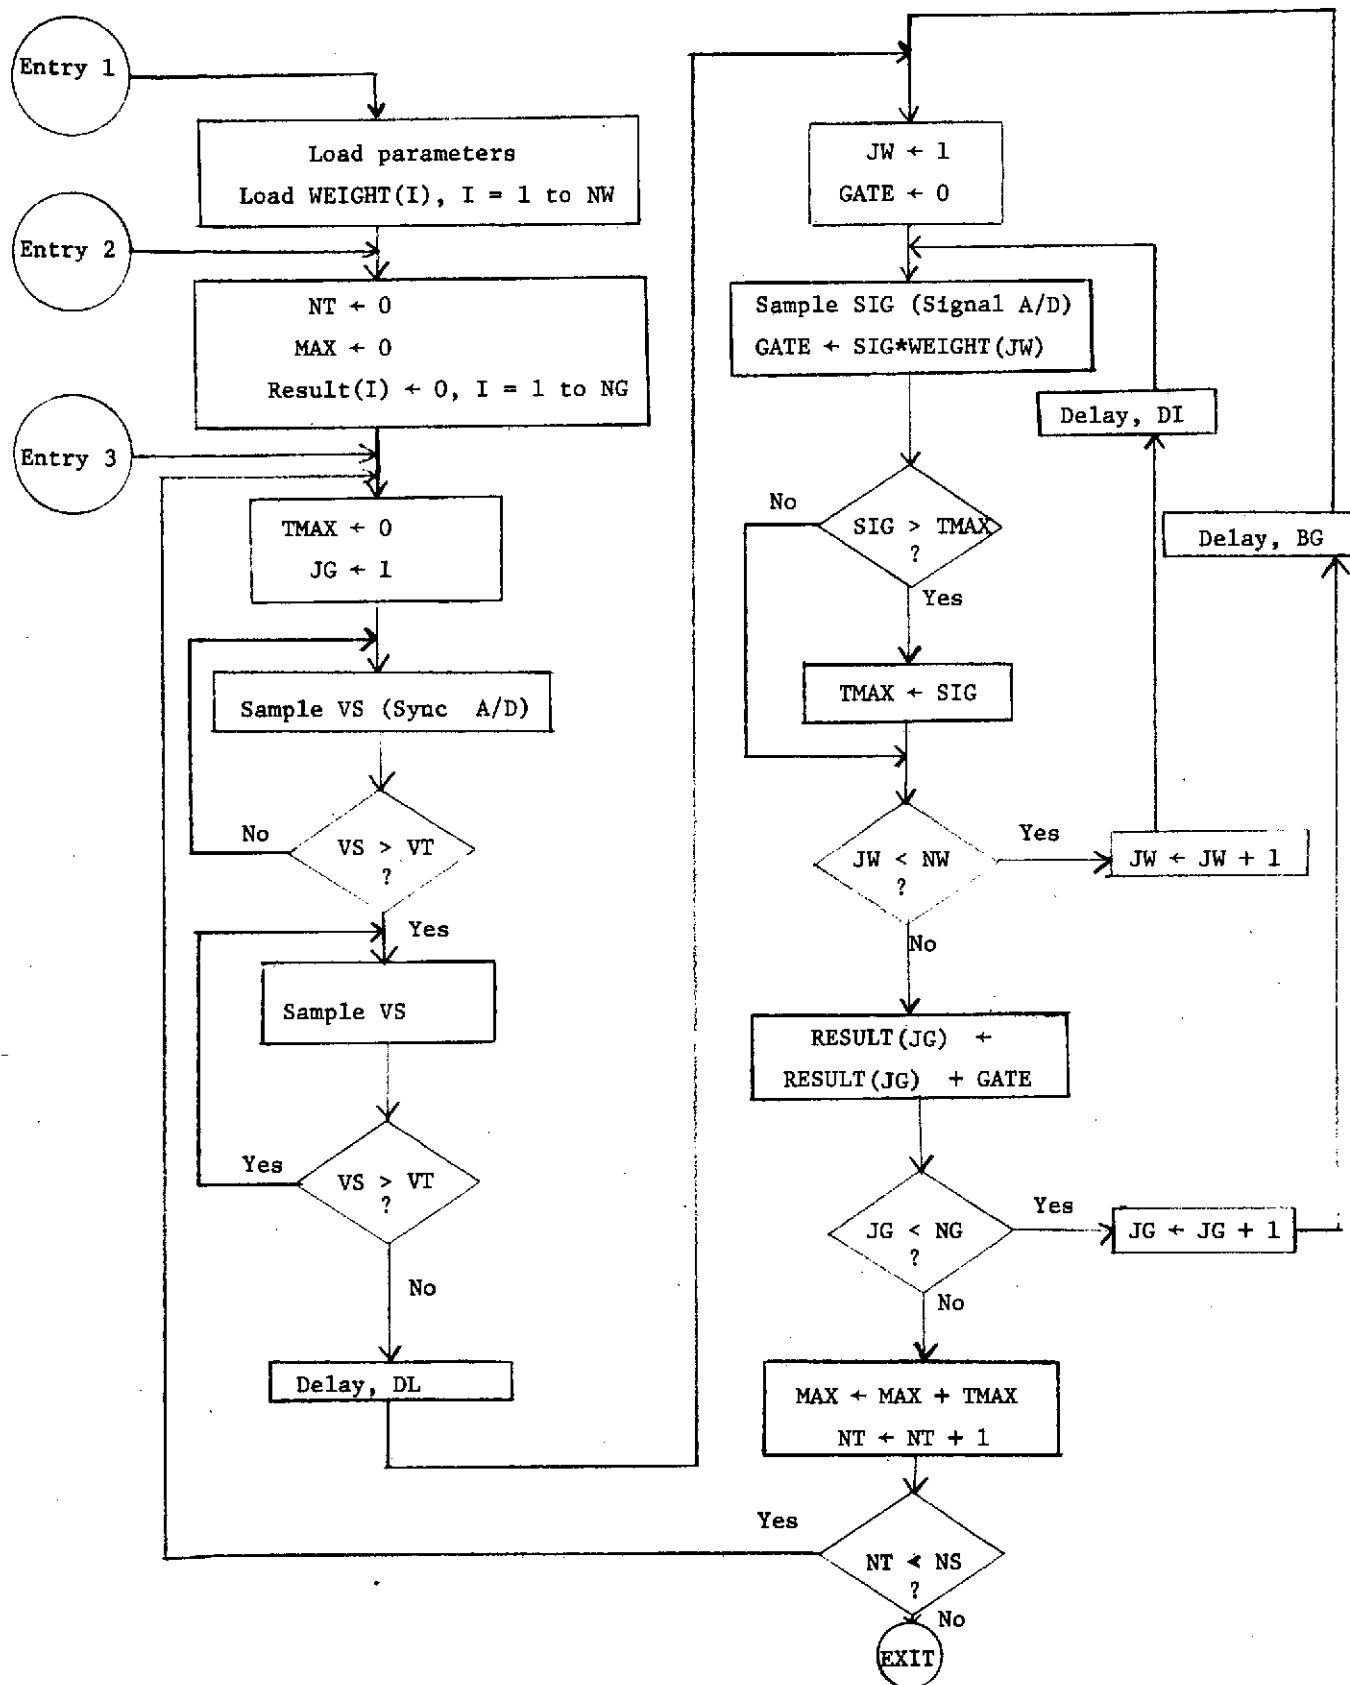 Entry 1
Load parameters
Load WEIGHT(I), I = 1 to NW
Entry 2
NT ← 0
MAX ← 0
Result(I) ← 0, I = 1 to NG
Entry 3
TMAX ← 0
JG ← 1
Sample VS (Sync A/D)
VS > VT
?
No
Yes
Sample VS
VS > VT
?
Yes
No
Delay, DL
JW ← 1
GATE ← 0
Sample SIG (Signal A/D)
GATE ← SIG*WEIGHT(JW)
Delay, DI
SIG > TMAX
?
No
Yes
Delay, BG
TMAX ← SIG
JW < NW
?
Yes
JW ← JW + 1
No
RESULT(JG) ←
RESULT(JG) + GATE
JG < NG
?
Yes
JG ← JG + 1
No
MAX ← MAX + TMAX
NT ← NT + 1
Yes
NT < NS
?
No
EXIT